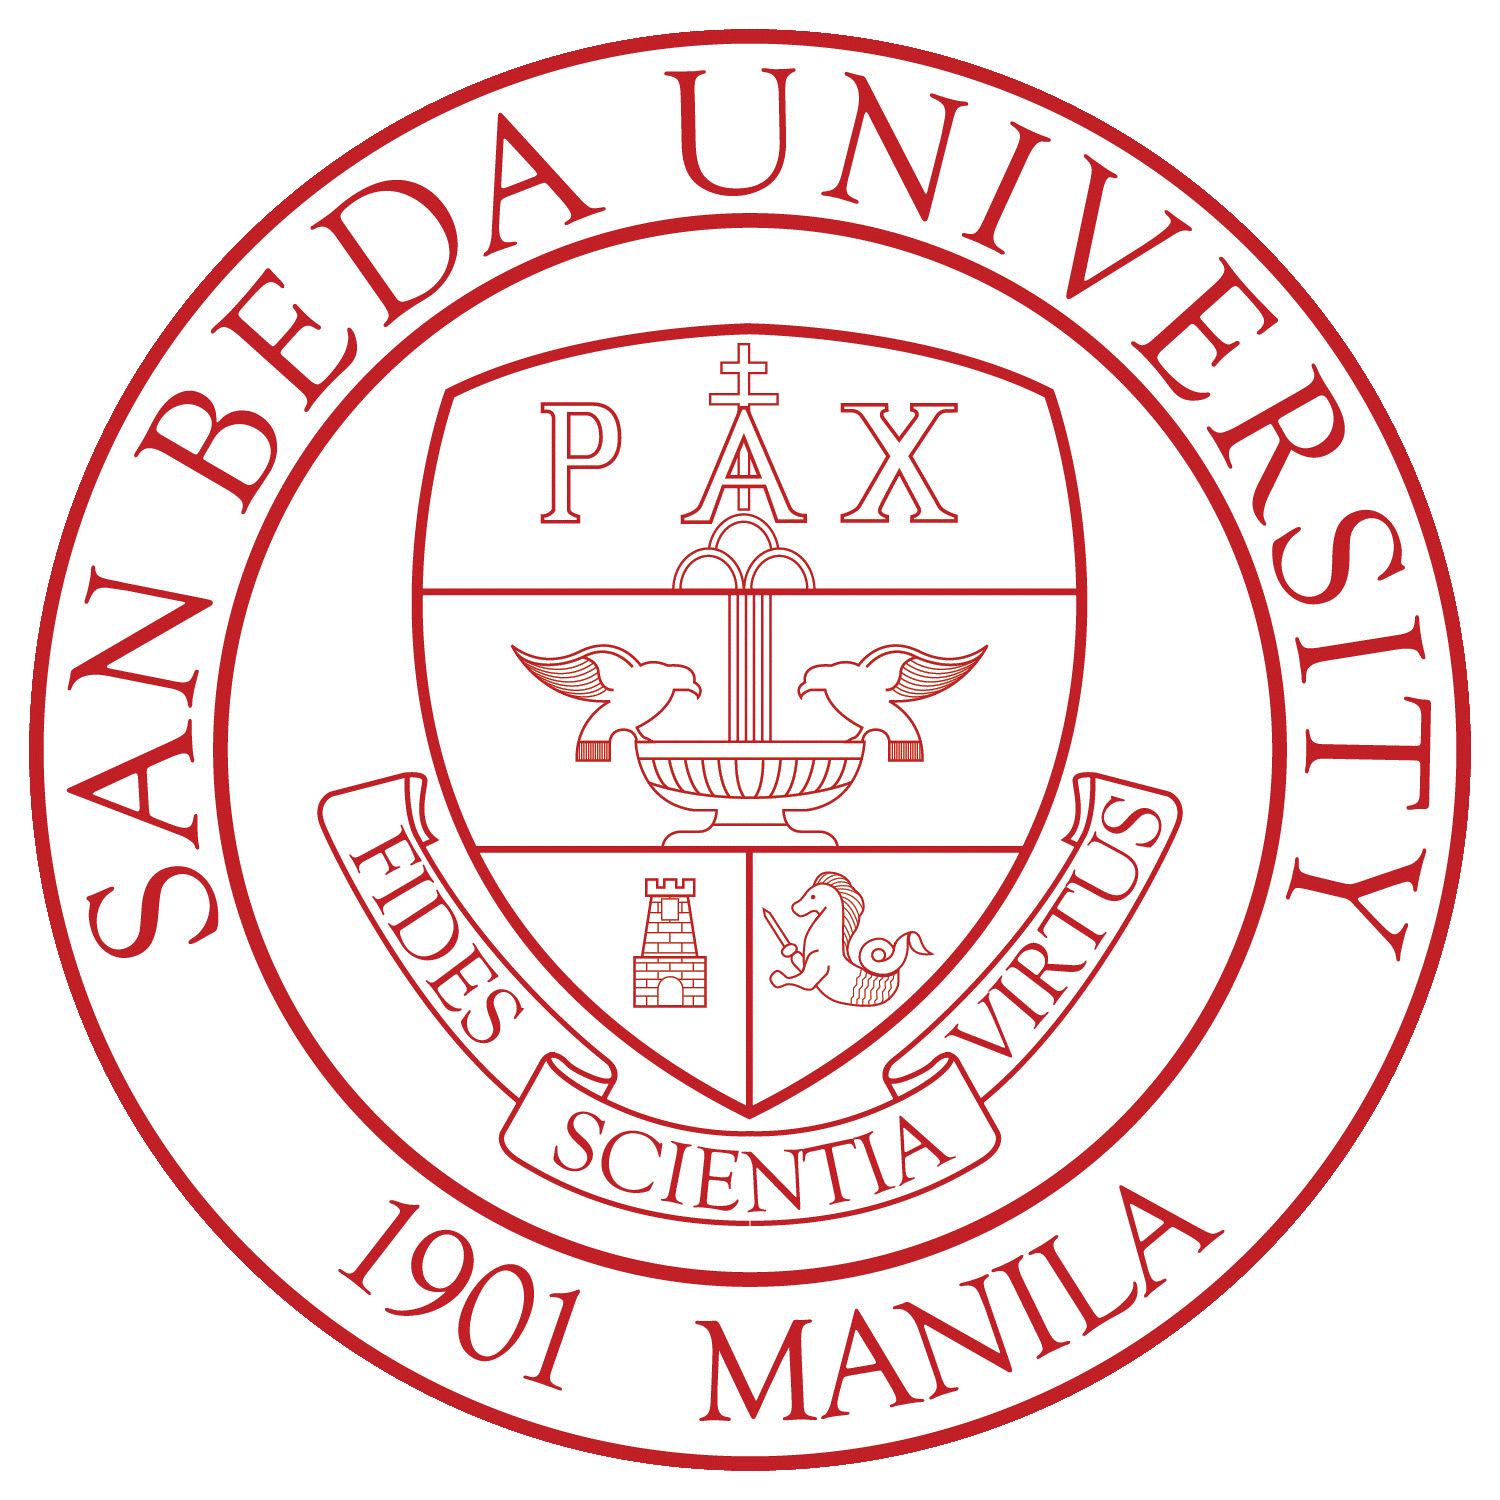 SAN BEDA UNIVERSITY
PAX
FIDES
SCIENTIA
VIRTUS
1901 MANILA